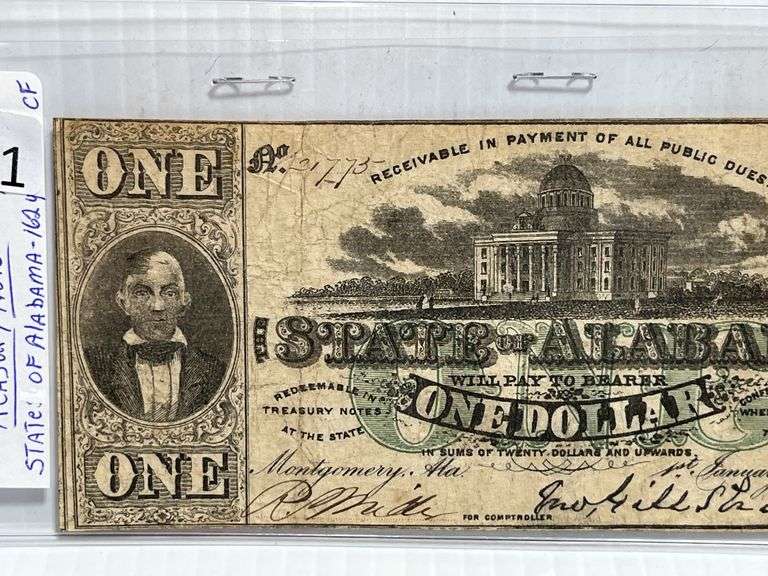 CF
1
STATE: OF AlAbAMA-1624
ONE
No. 21775
RECEIVABLE IN PAYMENT OF ALL PUBLIC DUES
THE STATE OF ALABA
WILL PAY TO BEARER
ONE DOLLAR
REDEEMABLE IN
TREASURY NOTES
AT THE STATE
CONFE
WHEN
IN SUMS OF TWENTY-DOLLARS AND UPWARDS.
Montgomery, Ala. 1st January
ONE
FOR COMPTROLLER